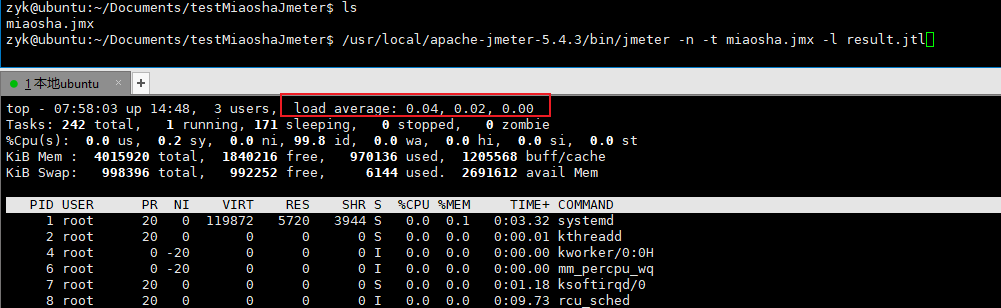 zyk@ubuntu:~/Documents/testMiaoshaJmeter$ ls
miaosha.jmx
zyk@ubuntu:~/Documents/testMiaoshaJmeter$ /usr/local/apache-jmeter-5.4.3/bin/jmeter -n -t miaosha.jmx -l result.jtl
1 本地ubuntu × +
top - 07:58:03 up 14:48, 3 users, load average: 0.04, 0.02, 0.00
Tasks: 242 total, 1 running, 171 sleeping, 0 stopped, 0 zombie
%Cpu(s): 0.0 us, 0.2 sy, 0.0 ni, 99.8 id, 0.0 wa, 0.0 hi, 0.0 si, 0.0 st
KiB Mem : 4015920 total, 1840216 free, 970136 used, 1205568 buff/cache
KiB Swap: 998396 total, 992252 free, 6144 used. 2691612 avail Mem
PID USER PR NI VIRT RES SHR S %CPU %MEM TIME+ COMMAND
1 root 20 0 119872 5720 3944 S 0.0 0.1 0:03.32 systemd
2 root 20 0 0 0 0 S 0.0 0.0 0:00.01 kthreadd
4 root 0 -20 0 0 0 I 0.0 0.0 0:00.00 kworker/0:0H
6 root 0 -20 0 0 0 I 0.0 0.0 0:00.00 mm_percpu_wq
7 root 20 0 0 0 0 S 0.0 0.0 0:01.18 ksoftirqd/0
8 root 20 0 0 0 0 I 0.0 0.0 0:09.73 rcu_sched